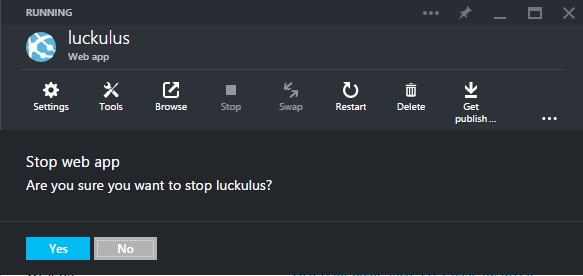 RUNNING
luckulus
Web app
Settings Tools Browse Stop Swap Restart Delete Get publish ...
Stop web app
Are you sure you want to stop luckulus?
Yes No